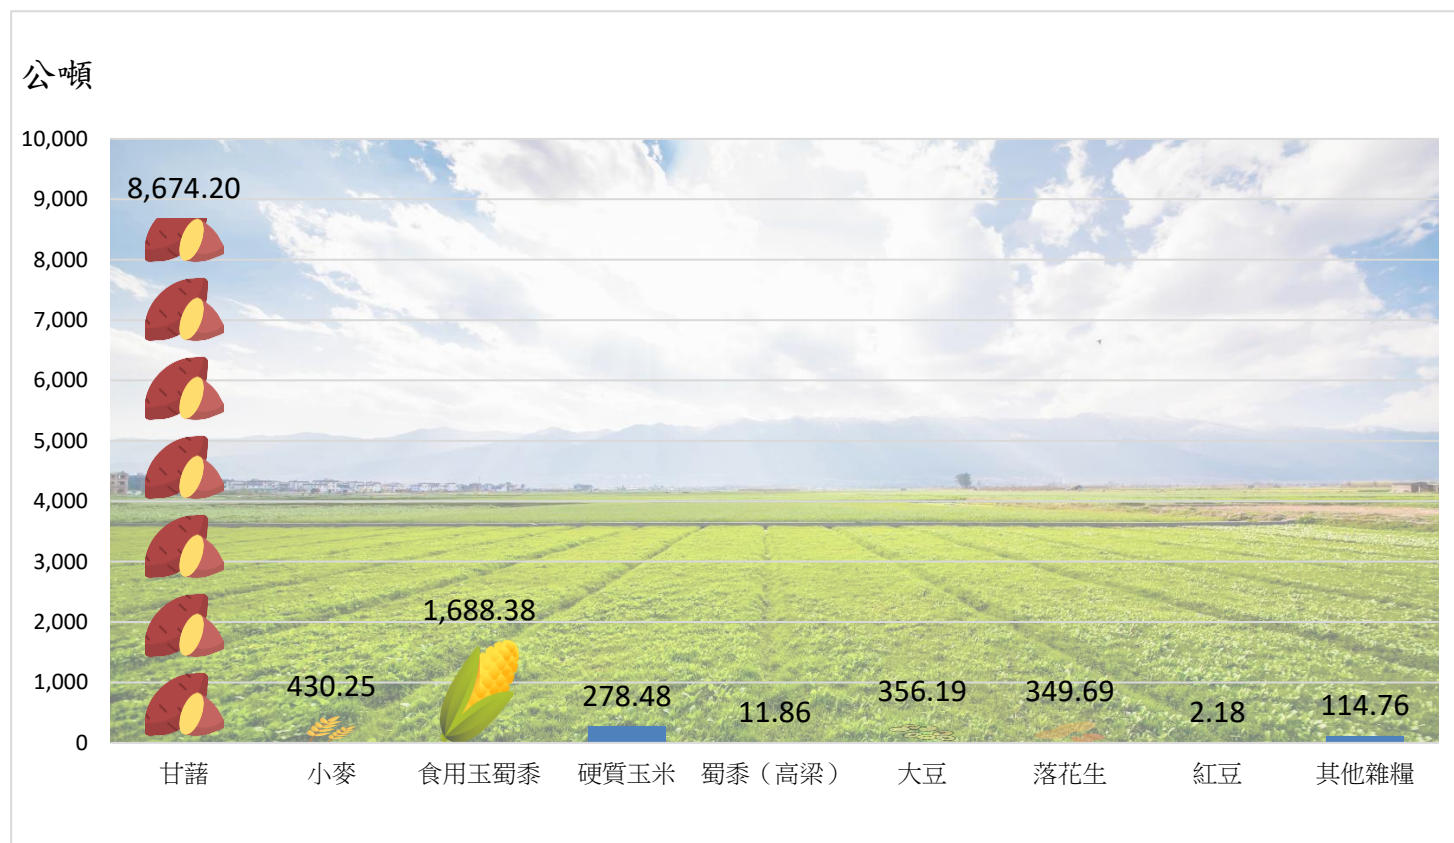 公噸
10,000
9,000
8,000
7,000
6,000
5,000
4,000
3,000
2,000
1,000
0
8,674.20
430.25
1,688.38
278.48
11.86
356.19
349.69
2.18
114.76
甘藷
小麥
食用玉蜀黍
硬質玉米
蜀黍（高梁）
大豆
落花生
紅豆
其他雜糧